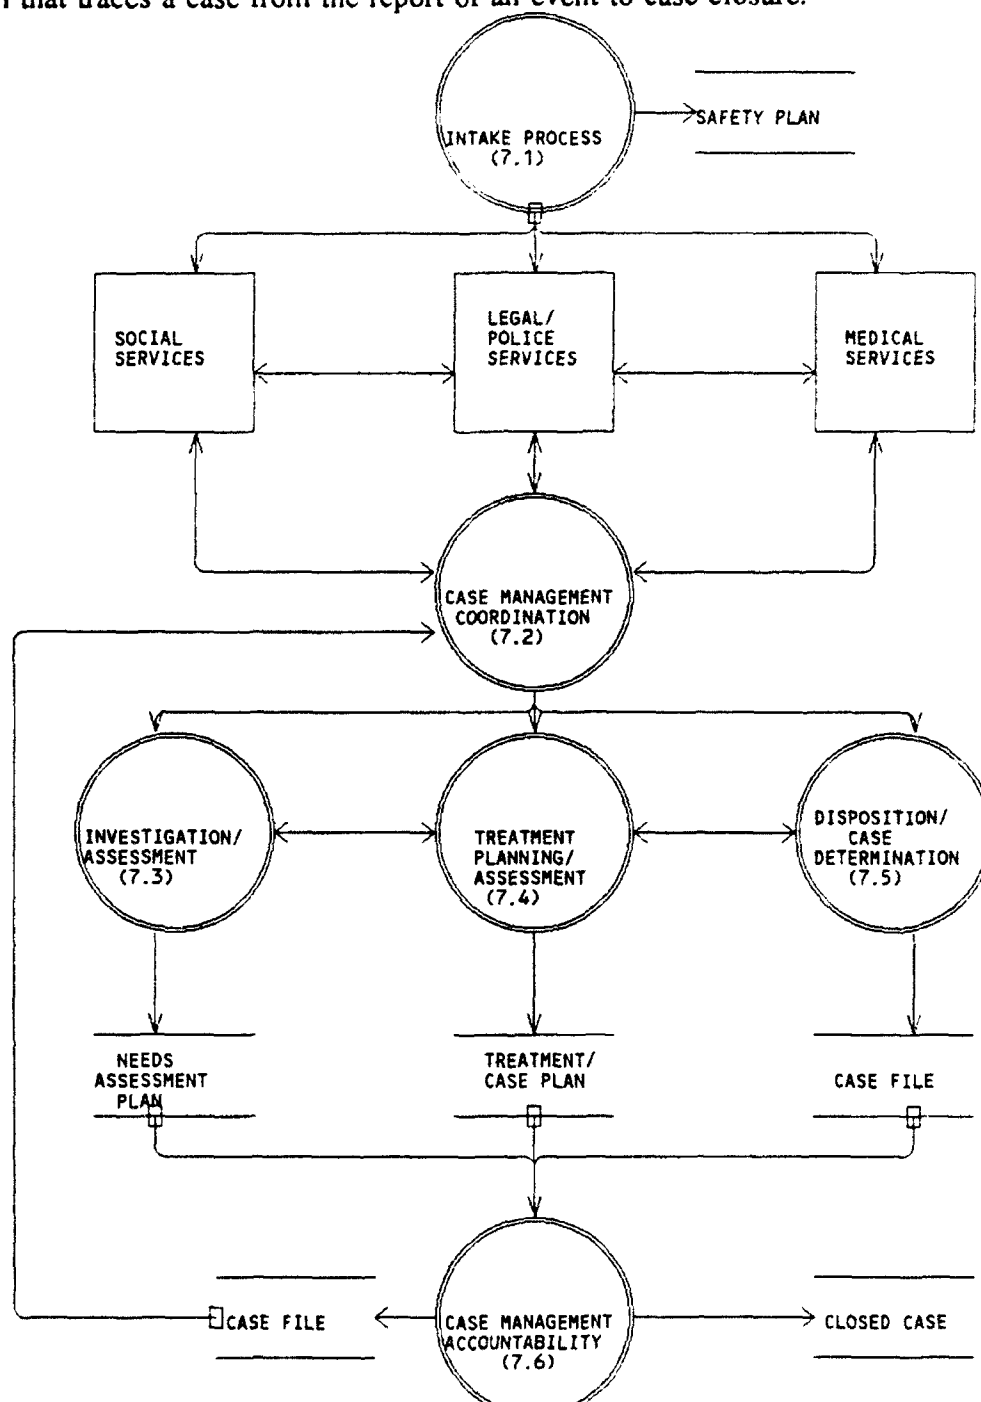 that traces a case from the report of an event to case closure.
INTAKE PROCESS
(7.1)
SAFETY PLAN
SOCIAL
SERVICES
LEGAL/
POLICE
SERVICES
MEDICAL
SERVICES
CASE MANAGEMENT
COORDINATION
(7.2)
INVESTIGATION/
ASSESSMENT
(7.3)
TREATMENT
PLANNING/
ASSESSMENT
(7.4)
DISPOSITION/
CASE
DETERMINATION
(7.5)
NEEDS
ASSESSMENT
PLAN
TREATMENT/
CASE PLAN
CASE FILE
CASE FILE
CASE MANAGEMENT
ACCOUNTABILITY
(7.6)
CLOSED CASE